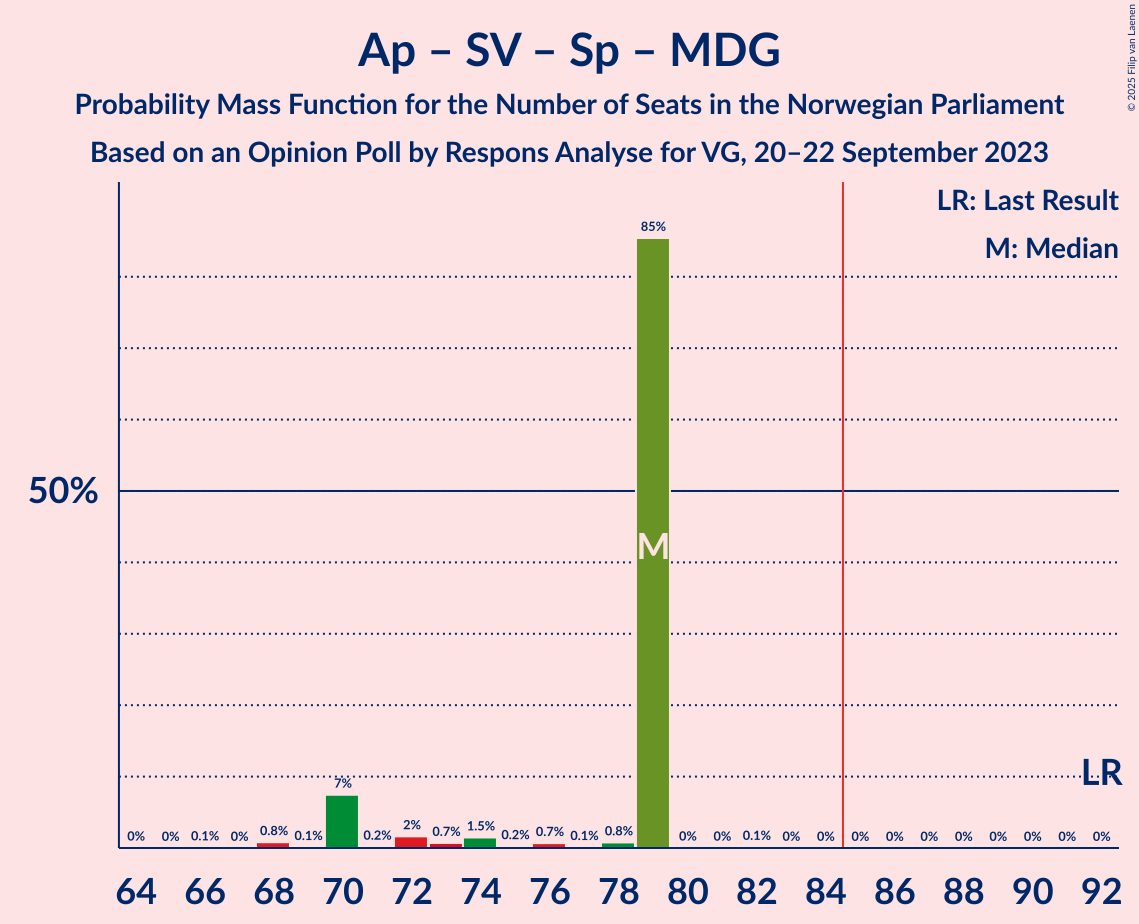 Ap – SV – Sp – MDG
Probability Mass Function for the Number of Seats in the Norwegian Parliament
Based on an Opinion Poll by Respons Analyse for VG, 20–22 September 2023
© 2025 Filip van Laenen
LR: Last Result
M: Median
50%
85%
M
LR
0% 0% 0.1% 0% 0.8% 0.1% 7% 0.2% 2% 0.7% 1.5% 0.2% 0.7% 0.1% 0.8% 0% 0% 0.1% 0% 0% 0% 0% 0% 0% 0% 0% 0% 0%
64 66 68 70 72 74 76 78 80 82 84 86 88 90 92